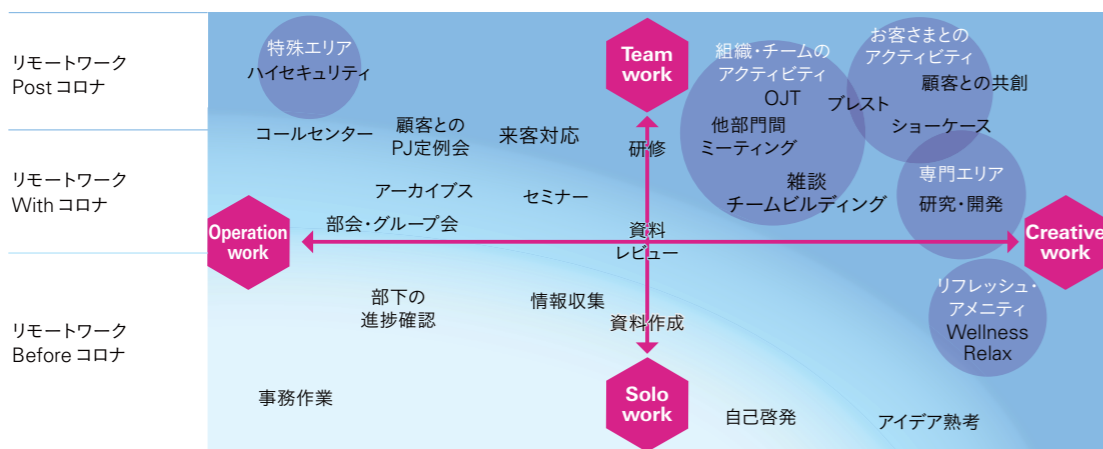 リモートワーク
Post コロナ
リモートワーク
With コロナ
リモートワーク
Before コロナ
特殊エリア
ハイセキュリティ
Team
work
組織・チームの
アクティビティ
OJT
他部門間
ミーティング
雑談
チームビルディング
お客さまとの
アクティビティ
顧客との共創
ブレスト
ショーケース
コールセンター
顧客との
PJ定例会
来客対応
研修
専門エリア
研究・開発
アーカイブス
セミナー
部会・グループ会
Operation
work
資料
レビュー
Creative
work
部下の
進捗確認
情報収集
資料作成
リフレッシュ・
アメニティ
Wellness
Relax
事務作業
Solo
work
自己啓発
アイデア熟考